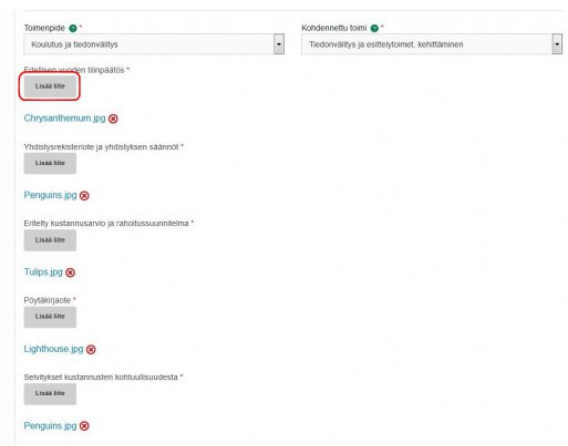 Toimenpide ? * Kohdennettu toimi ? *
Koulutus ja tiedonvälitys Tiedonvälitys ja esittelytoimet, kehittäminen
Edellisen vuoden tilinpäätös *
Lisää liite
Chrysanthemum.jpg
Yhdistysrekisteriote ja yhdistyksen säännöt *
Lisää liite
Penguins.jpg
Eritelty kustannusarvio ja rahoitussuunnitelma *
Lisää liite
Tulips.jpg
Pöytäkirjaote *
Lisää liite
Lighthouse.jpg
Selvitykset kustannusten kohtuullisuudesta *
Lisää liite
Penguins.jpg